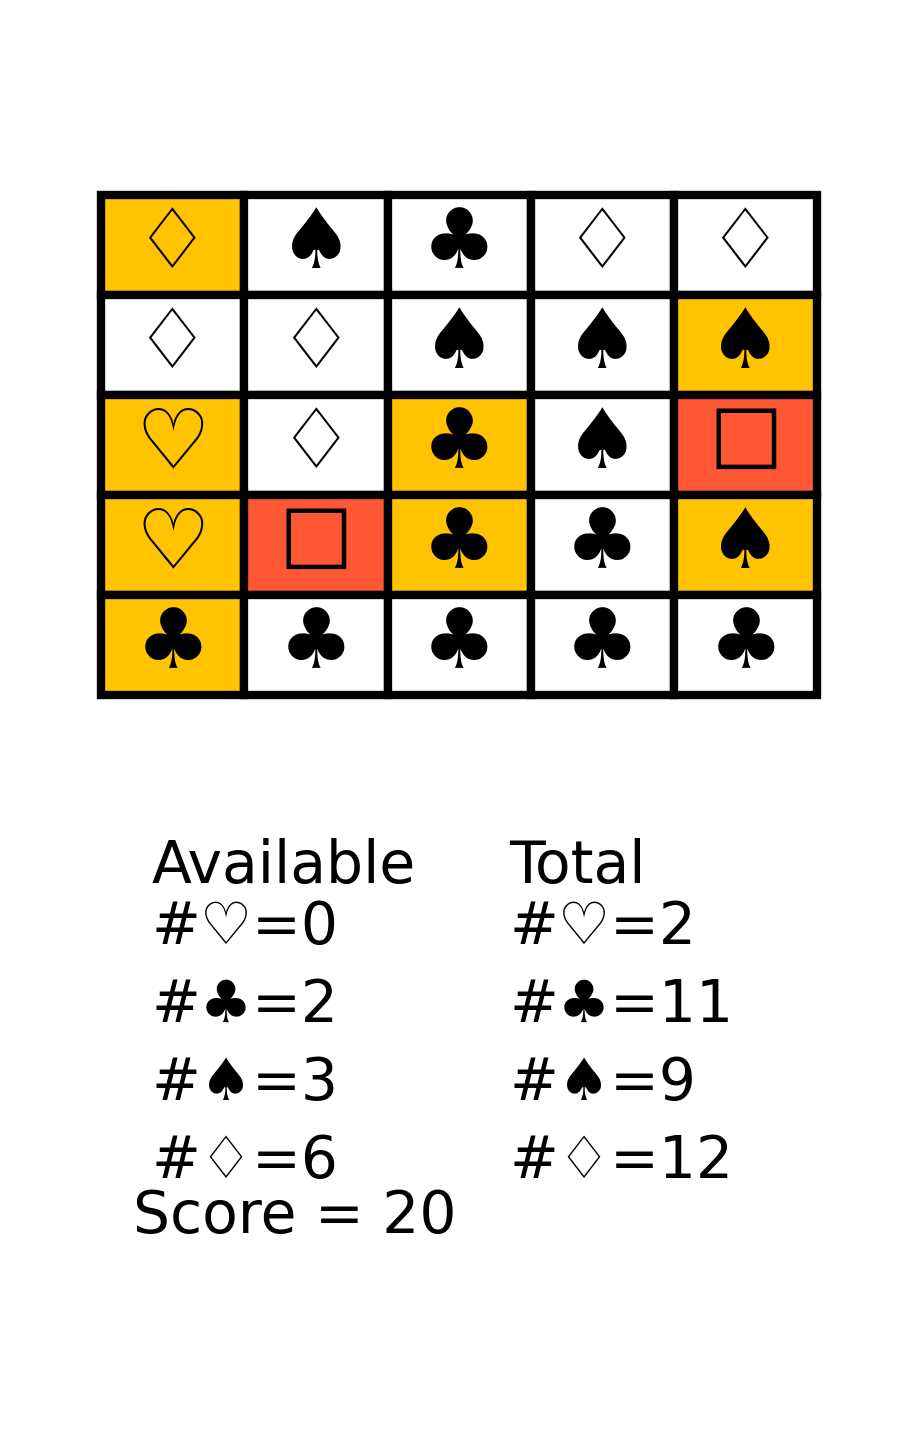 ♢ ♠ ♣ ♢ ♢
♢ ♢ ♠ ♠ ♠
♡ ♢ ♣ ♠ □
♡ □ ♣ ♣ ♠
♣ ♣ ♣ ♣ ♣
Available Total
#♡=0 #♡=2
#♣=2 #♣=11
#♠=3 #♠=9
#♢=6 #♢=12
Score = 20